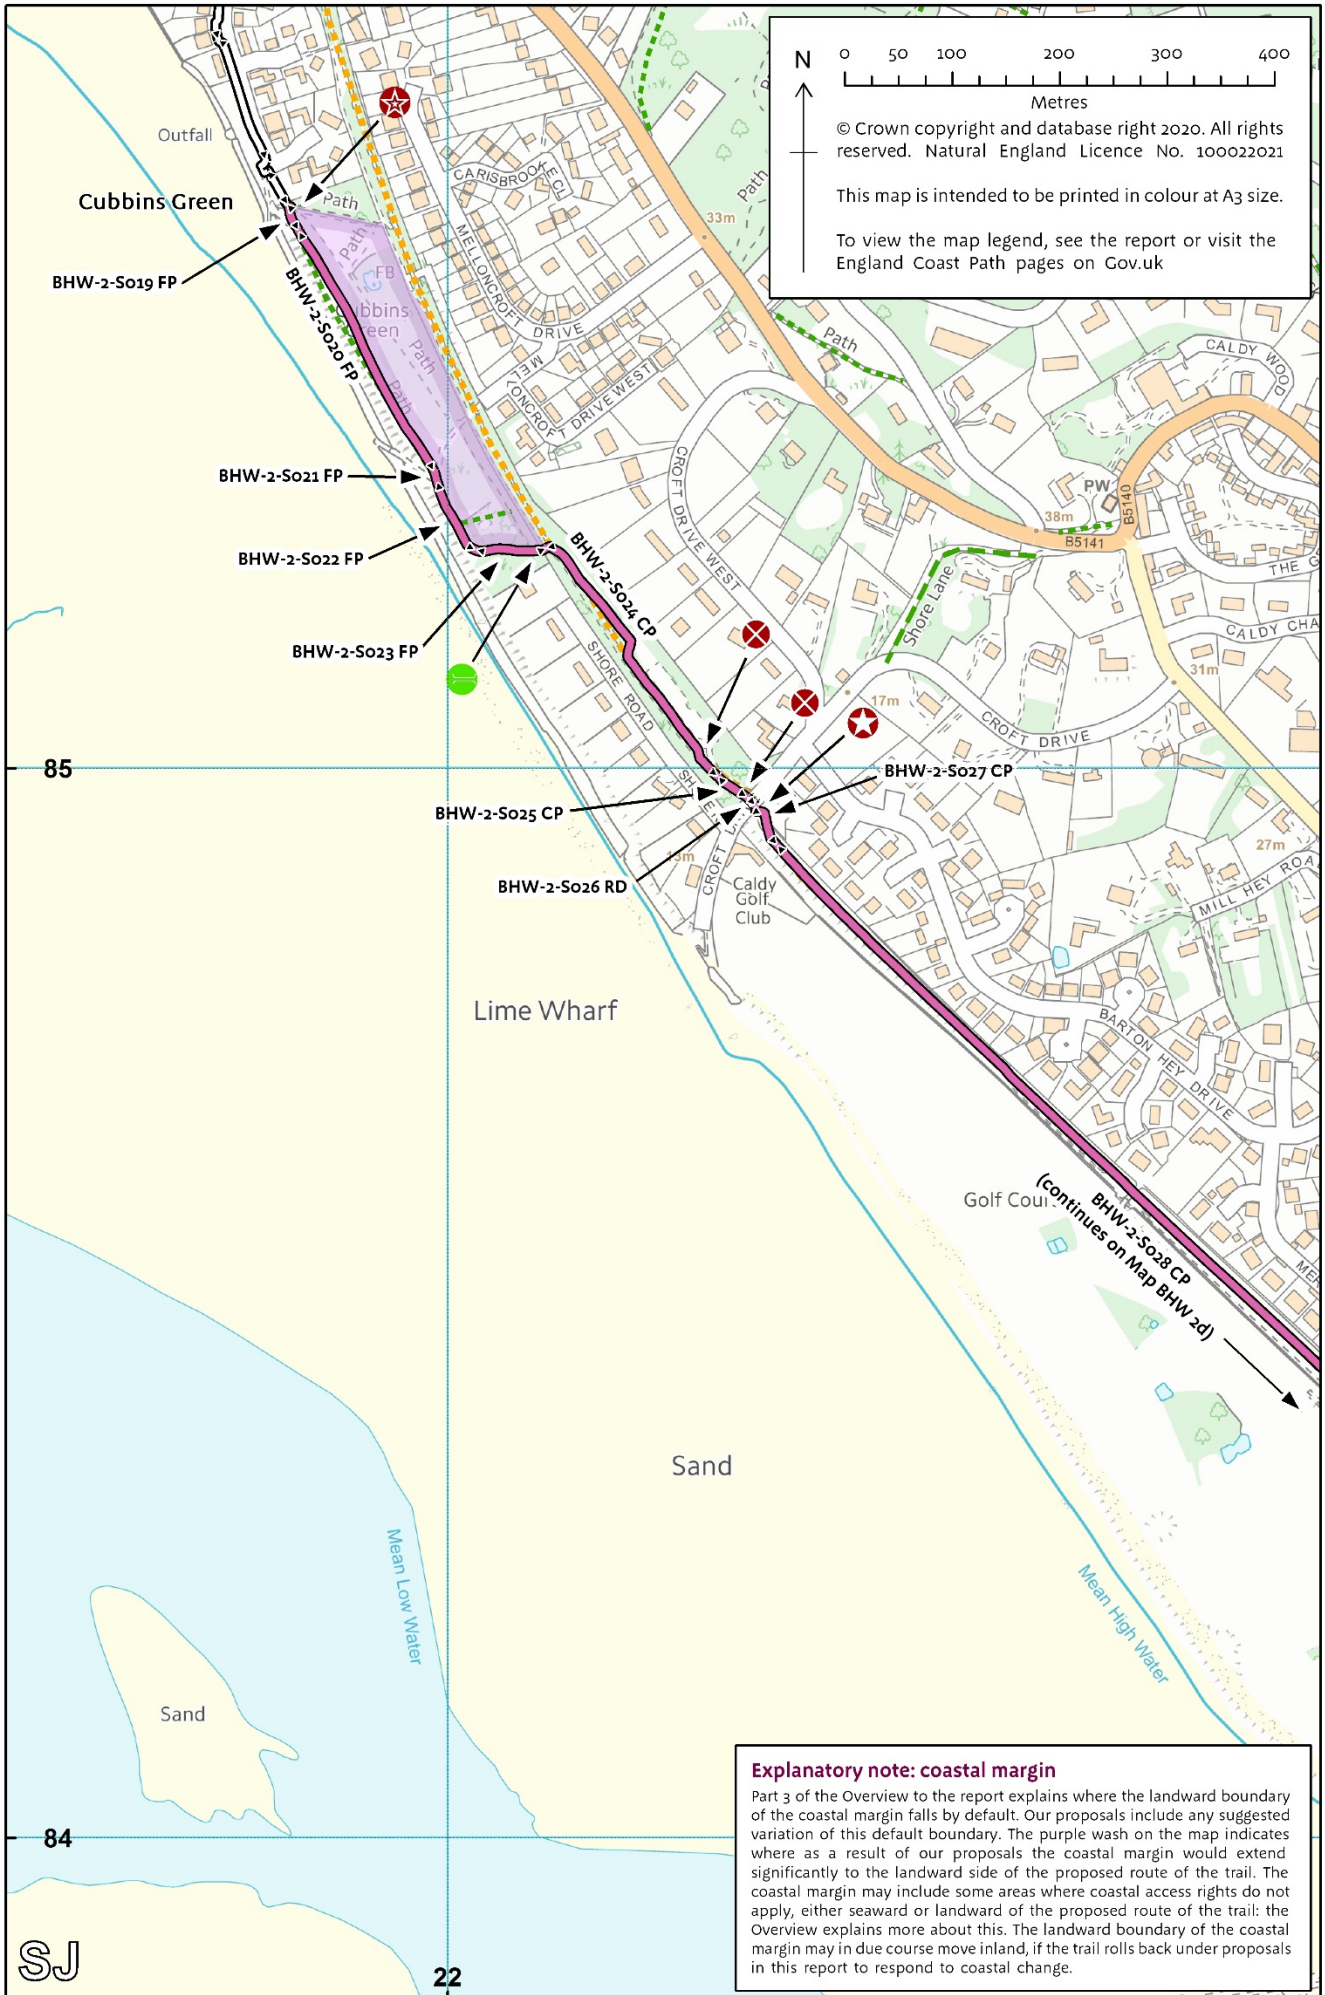 N
0 50 100 200 300 400
Metres
© Crown copyright and database right 2020. All rights
reserved. Natural England Licence No. 100022021
This map is intended to be printed in colour at A3 size.
To view the map legend, see the report or visit the
England Coast Path pages on Gov.uk
Outfall
Cubbins Green
BHW-2-S019 FP
Path
Path
FB
Cubbins
Green
Path
Path
BHW-2-S020 FP
CARISBROOKE CL
MELLONCROFT DRIVE
MELLONCROFT DRIVE WEST
33m
Path
Path
CALDY WOOD
BHW-2-S021 FP
BHW-2-S022 FP
BHW-2-S023 FP
BHW-2-S024 CP
CROFT DRIVE WEST
PW
38m
B5140
B5141
THE G
Shore Lane
CALDY CHA
31m
SHORE ROAD
17m
CROFT DRIVE
85
BHW-2-S027 CP
BHW-2-S025 CP
13m
BHW-2-S026 RD
CROFT D
Caldy
Golf
Club
27m
MILL HEY ROA
Lime Wharf
BARTON HEY DRIVE
Golf Cour
BHW-2-S028 CP
(continues on Map BHW 2d)
MER
Sand
Mean Low Water
Mean High Water
Sand
84
SJ
22
Explanatory note: coastal margin
Part 3 of the Overview to the report explains where the landward boundary
of the coastal margin falls by default. Our proposals include any suggested
variation of this default boundary. The purple wash on the map indicates
where as a result of our proposals the coastal margin would extend
significantly to the landward side of the proposed route of the trail. The
coastal margin may include some areas where coastal access rights do not
apply, either seaward or landward of the proposed route of the trail: the
Overview explains more about this. The landward boundary of the coastal
margin may in due course move inland, if the trail rolls back under proposals
in this report to respond to coastal change.